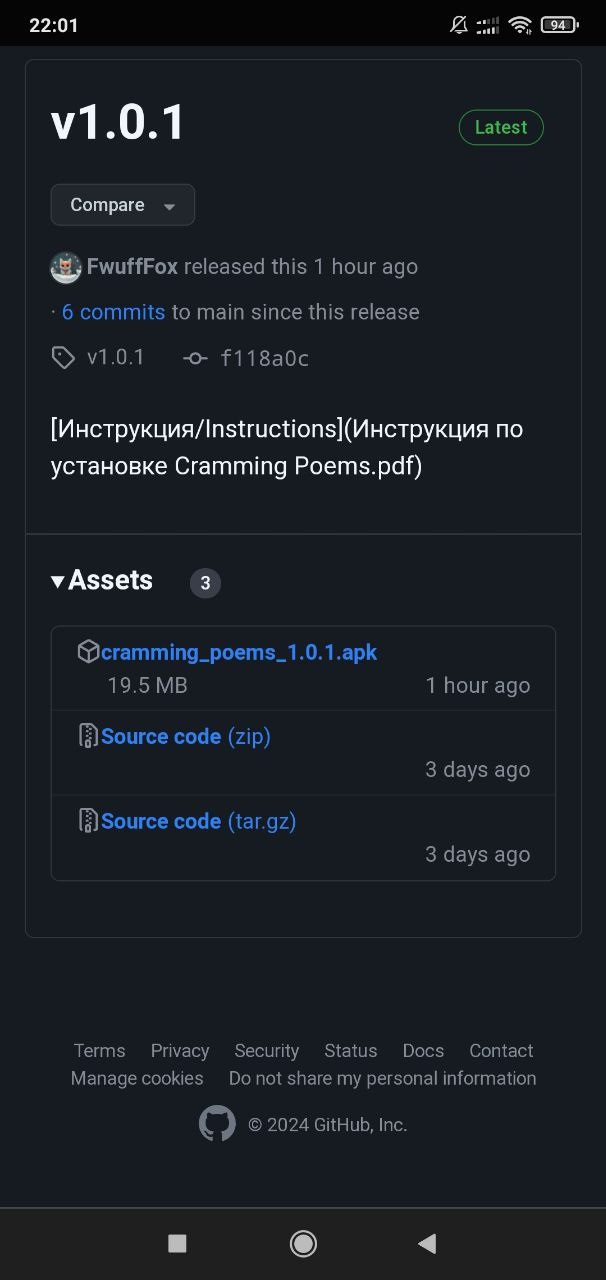 22:01
94
v1.0.1
Latest
Compare
FwuffFox released this 1 hour ago
· 6 commits to main since this release
v1.0.1 f118a0c
[Инструкция/Instructions](Инструкция по
установке Cramming Poems.pdf)
Assets 3
cramming_poems_1.0.1.apk
19.5 MB 1 hour ago
Source code (zip)
3 days ago
Source code (tar.gz)
3 days ago
Terms Privacy Security Status Docs Contact
Manage cookies Do not share my personal information
© 2024 GitHub, Inc.